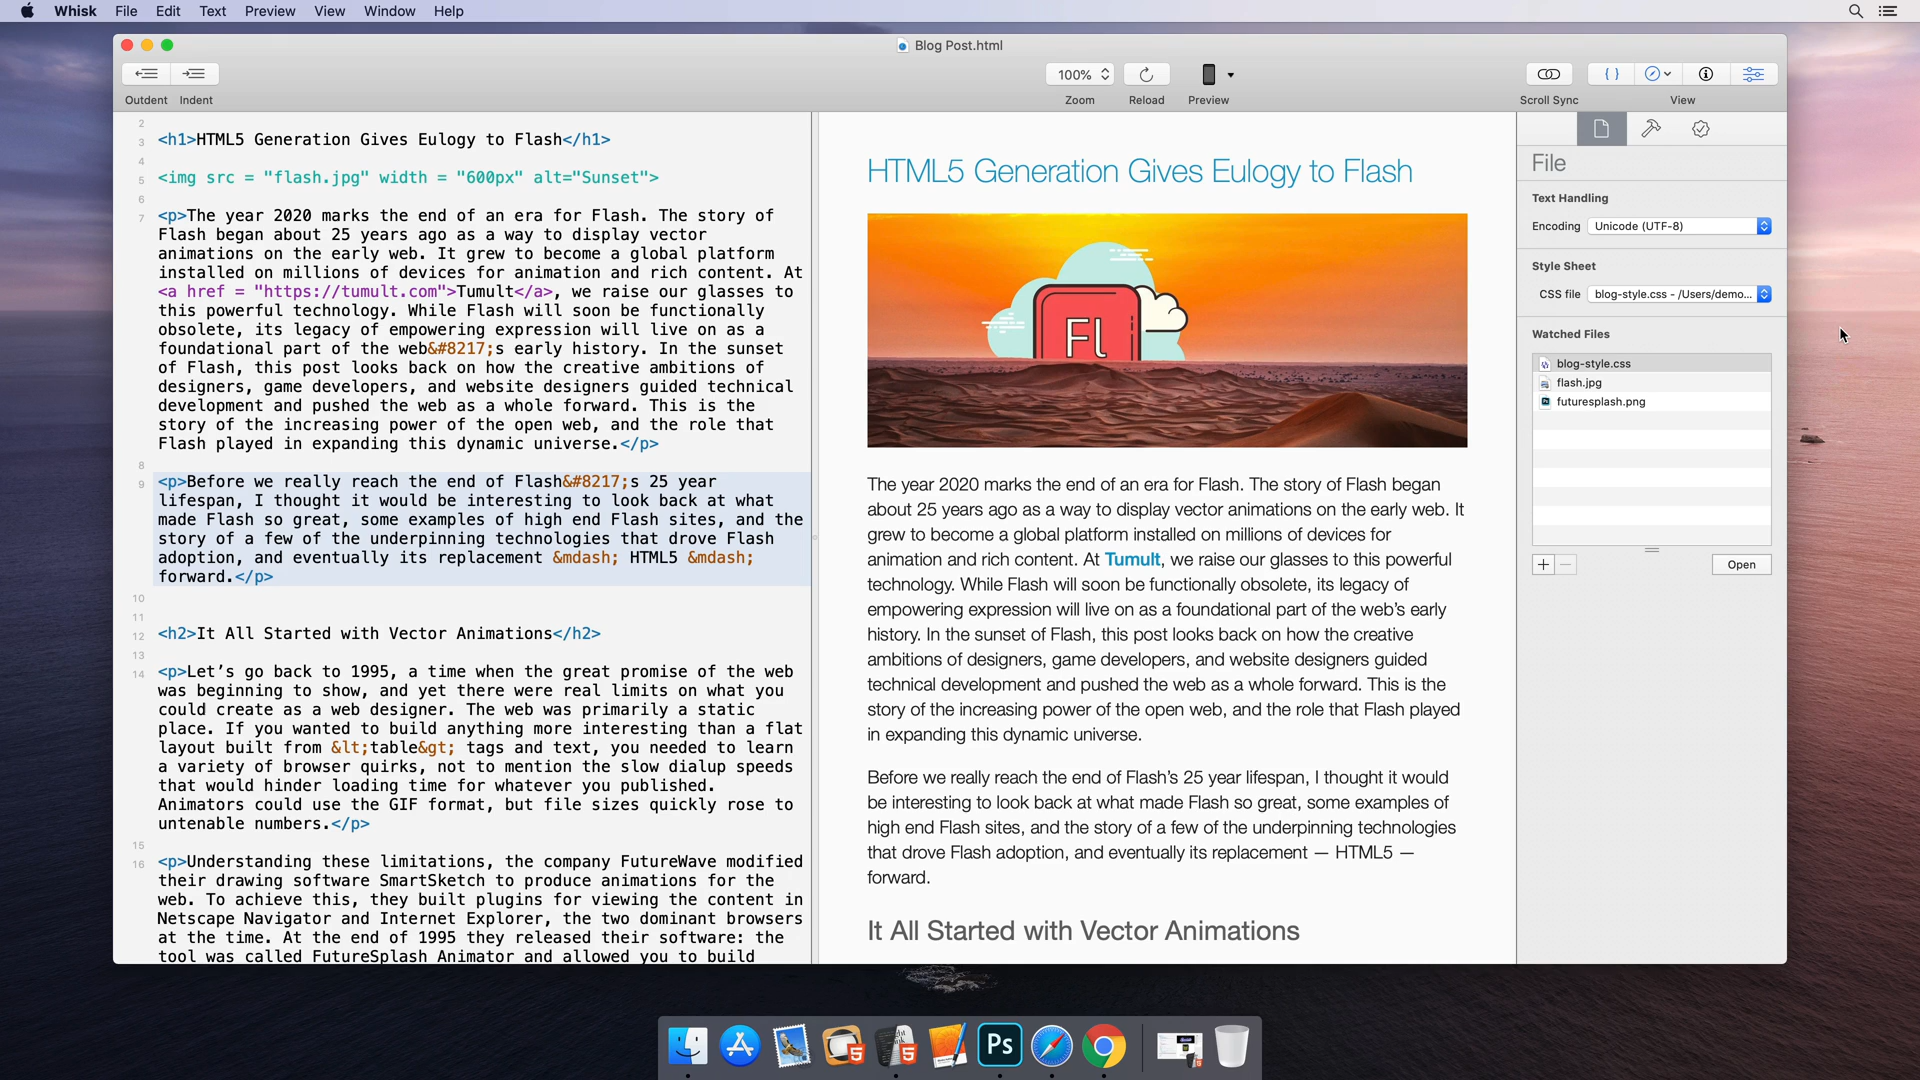 Whisk File Edit Text Preview View Window Help
Blog Post.html
100%
Outdent Indent Zoom Reload Preview Scroll Sync View
2
3 <h1>HTML5 Generation Gives Eulogy to Flash</h1>
4
5 <img src = "flash.jpg" width = "600px" alt="Sunset">
6
7 <p>The year 2020 marks the end of an era for Flash. The story of
Flash began about 25 years ago as a way to display vector
animations on the early web. It grew to become a global platform
installed on millions of devices for animation and rich content. At
<a href = "https://tumult.com">Tumult</a>, we raise our glasses to
this powerful technology. While Flash will soon be functionally
obsolete, its legacy of empowering expression will live on as a
foundational part of the web&#8217;s early history. In the sunset
of Flash, this post looks back on how the creative ambitions of
designers, game developers, and website designers guided technical
development and pushed the web as a whole forward. This is the
story of the increasing power of the open web, and the role that
Flash played in expanding this dynamic universe.</p>
8
9 <p>Before we really reach the end of Flash&#8217;s 25 year
lifespan, I thought it would be interesting to look back at what
made Flash so great, some examples of high end Flash sites, and the
story of a few of the underpinning technologies that drove Flash
adoption, and eventually its replacement &mdash; HTML5 &mdash;
forward.</p>
10
11
12 <h2>It All Started with Vector Animations</h2>
13
14 <p>Let’s go back to 1995, a time when the great promise of the web
was beginning to show, and yet there were real limits on what you
could create as a web designer. The web was primarily a static
place. If you wanted to build anything more interesting than a flat
layout built from &lt;table&gt; tags and text, you needed to learn
a variety of browser quirks, not to mention the slow dialup speeds
that would hinder loading time for whatever you published.
Animators could use the GIF format, but file sizes quickly rose to
untenable numbers.</p>
15
16 <p>Understanding these limitations, the company FutureWave modified
their drawing software SmartSketch to produce animations for the
web. To achieve this, they built plugins for viewing the content in
Netscape Navigator and Internet Explorer, the two dominant browsers
at the time. At the end of 1995 they released their software: the
tool was called FutureSplash Animator and allowed you to build
HTML5 Generation Gives Eulogy to Flash
Fl
The year 2020 marks the end of an era for Flash. The story of Flash began
about 25 years ago as a way to display vector animations on the early web. It
grew to become a global platform installed on millions of devices for
animation and rich content. At Tumult, we raise our glasses to this powerful
technology. While Flash will soon be functionally obsolete, its legacy of
empowering expression will live on as a foundational part of the web’s early
history. In the sunset of Flash, this post looks back on how the creative
ambitions of designers, game developers, and website designers guided
technical development and pushed the web as a whole forward. This is the
story of the increasing power of the open web, and the role that Flash played
in expanding this dynamic universe.
Before we really reach the end of Flash’s 25 year lifespan, I thought it would
be interesting to look back at what made Flash so great, some examples of
high end Flash sites, and the story of a few of the underpinning technologies
that drove Flash adoption, and eventually its replacement — HTML5 —
forward.
It All Started with Vector Animations
File
Text Handling
Encoding Unicode (UTF-8)
Style Sheet
CSS file blog-style.css - /Users/demo...
Watched Files
blog-style.css
flash.jpg
futuresplash.png
Open
Ps